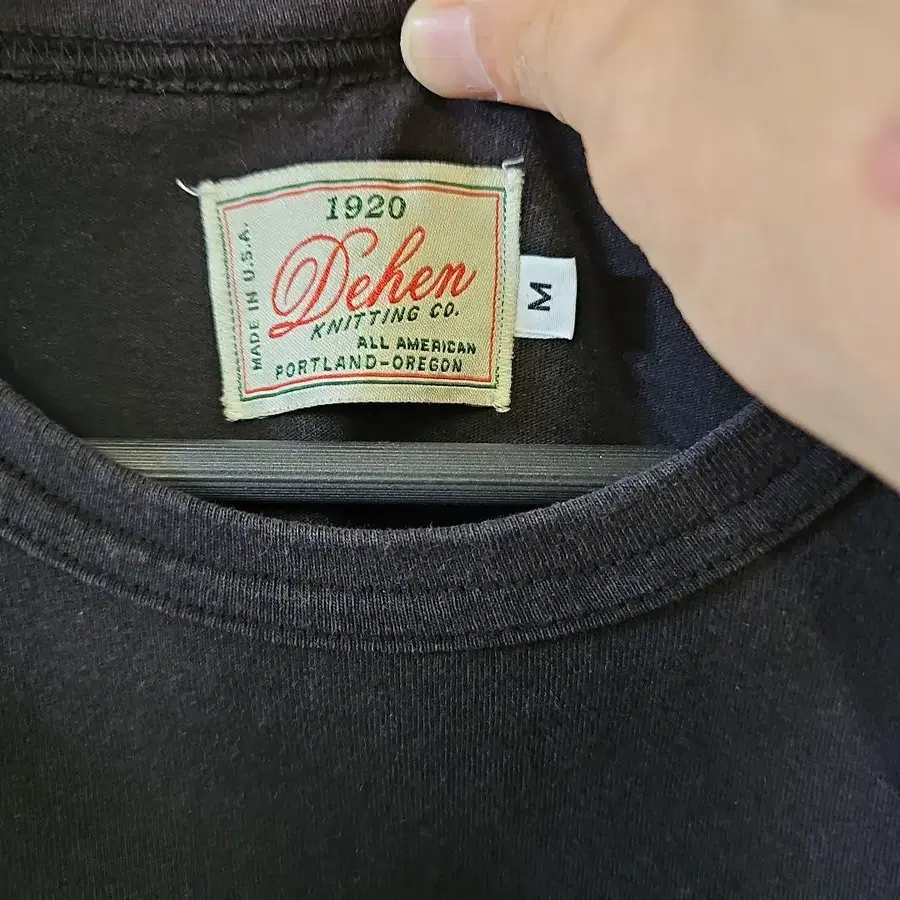 1920
Dehen
KNITTING CO.
ALL AMERICAN
PORTLAND-OREGON
MADE IN U.S.A.
M